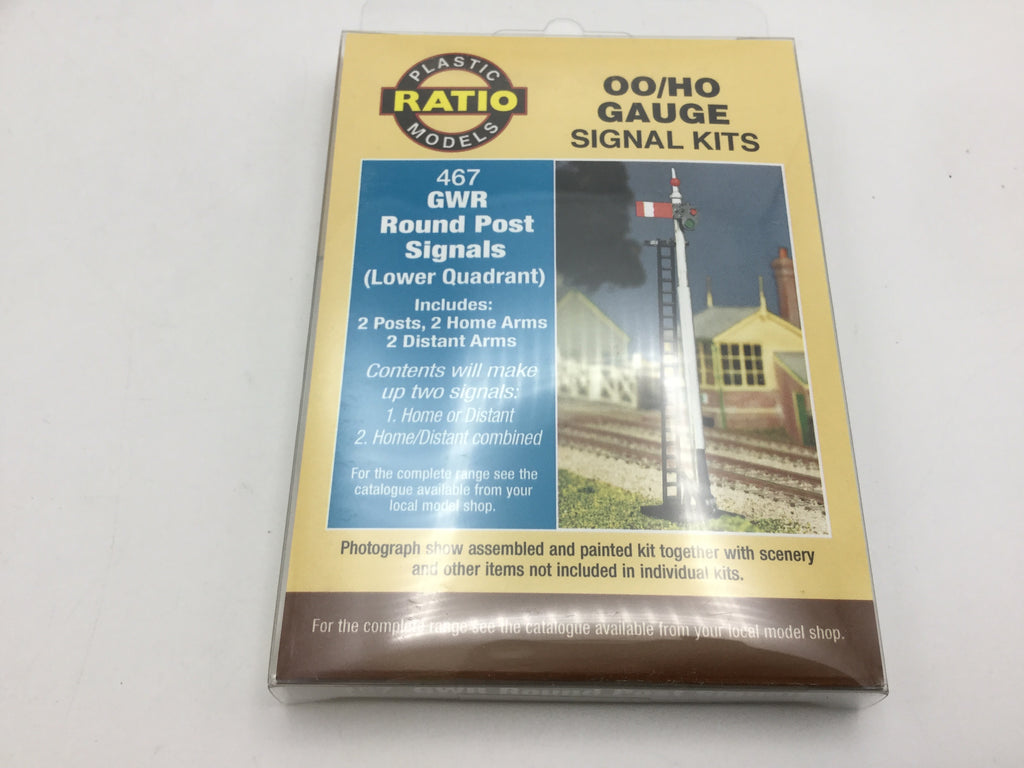 PLASTIC
RATIO
MODELS
OO/HO
GAUGE
SIGNAL KITS
467
GWR
Round Post
Signals
(Lower Quadrant)
Includes:
2 Posts, 2 Home Arms
2 Distant Arms
Contents will make
up two signals:
1. Home or Distant
2. Home/Distant combined
For the complete range see the
catalogue available from your
local model shop.
Photograph show assembled and painted kit together with scenery
and other items not included in individual kits.
For the complete range see the catalogue available from your local model shop.
467 GWR Round Post